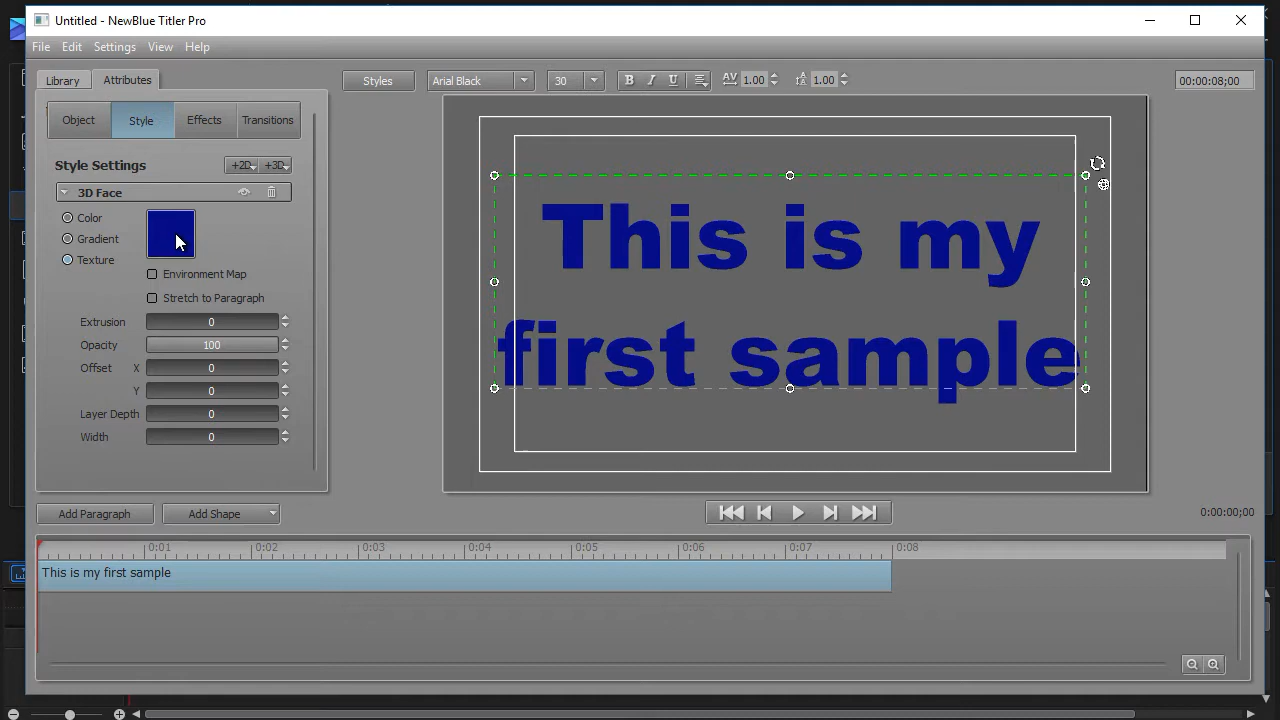 Untitled - NewBlue Titler Pro
File Edit Settings View Help
Library Attributes
Styles Arial Black 30 B I U AV 1.00 tA 1.00 00:00:08;00
Object Style Effects Transitions
Style Settings +2D +3D
3D Face
Color
Gradient
Texture
Environment Map
Stretch to Paragraph
Extrusion 0
Opacity 100
Offset X 0
Y 0
Layer Depth 0
Width 0
This is my
first sample
Add Paragraph Add Shape 0:00:00;00
0:01 0:02 0:03 0:04 0:05 0:06 0:07 0:08
This is my first sample